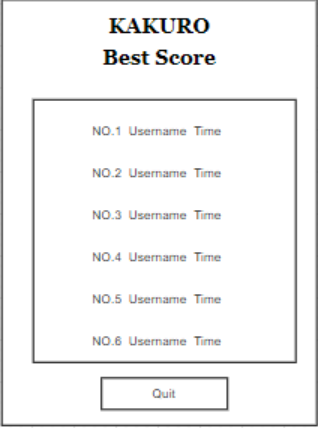 KAKURO
Best Score
NO.1 Username Time
NO.2 Username Time
NO.3 Username Time
NO.4 Username Time
NO.5 Username Time
NO.6 Username Time
Quit